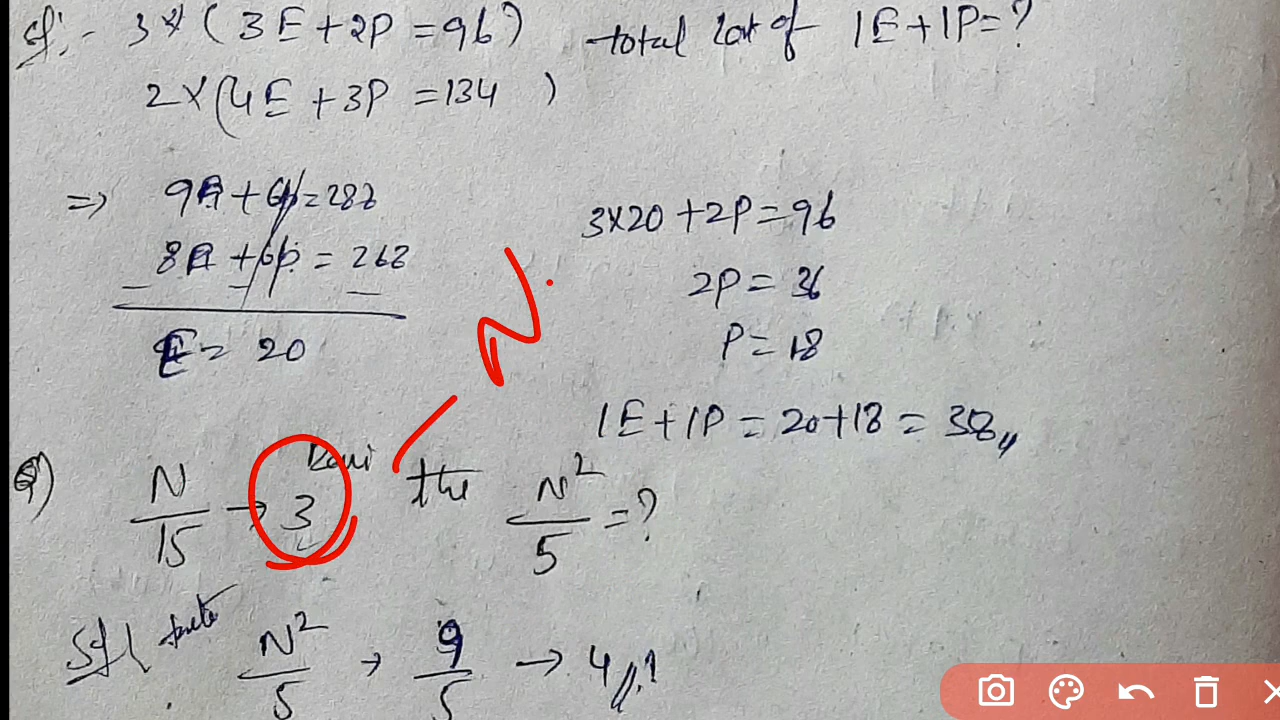 Sol:- 3 × ( 3E + 2P = 96 ) total cost of 1E + 1P = ?
2 × ( 4E + 3P = 134 )
⇒ 9E + 6P = 288
8E + 6P = 268
E = 20
3×20 + 2P = 96
2P = 36
P = 18
1E + 1P = 20 + 18 = 38
N.
Q) N/15 → 3 the N²/5 = ?
Sol N²/5 → 9/5 → 4